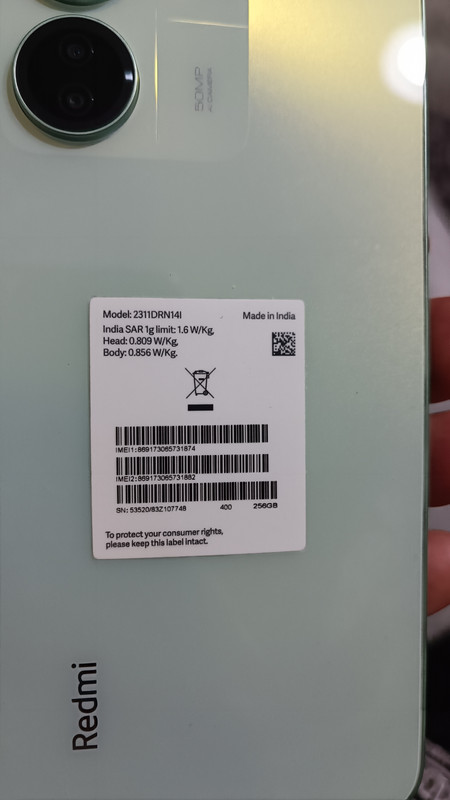 50MP
AI CAMERA
Model: 2311DRN14I
Made in India
India SAR 1g limit: 1.6 W/Kg,
Head: 0.809 W/Kg,
Body: 0.856 W/Kg.
IMEI1:869173065731874
IMEI2:869173065731882
SN: 53520/83Z107748 400 256GB
To protect your consumer rights,
please keep this label intact.
Redmi